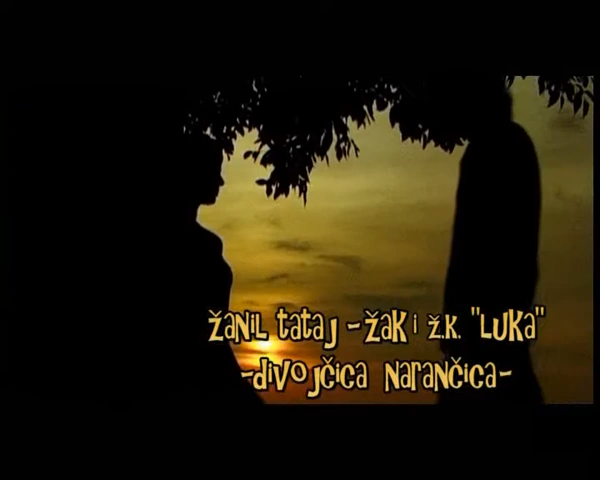 žanil tataj - žak i ž.k. "luka"
-divojčica narančica-